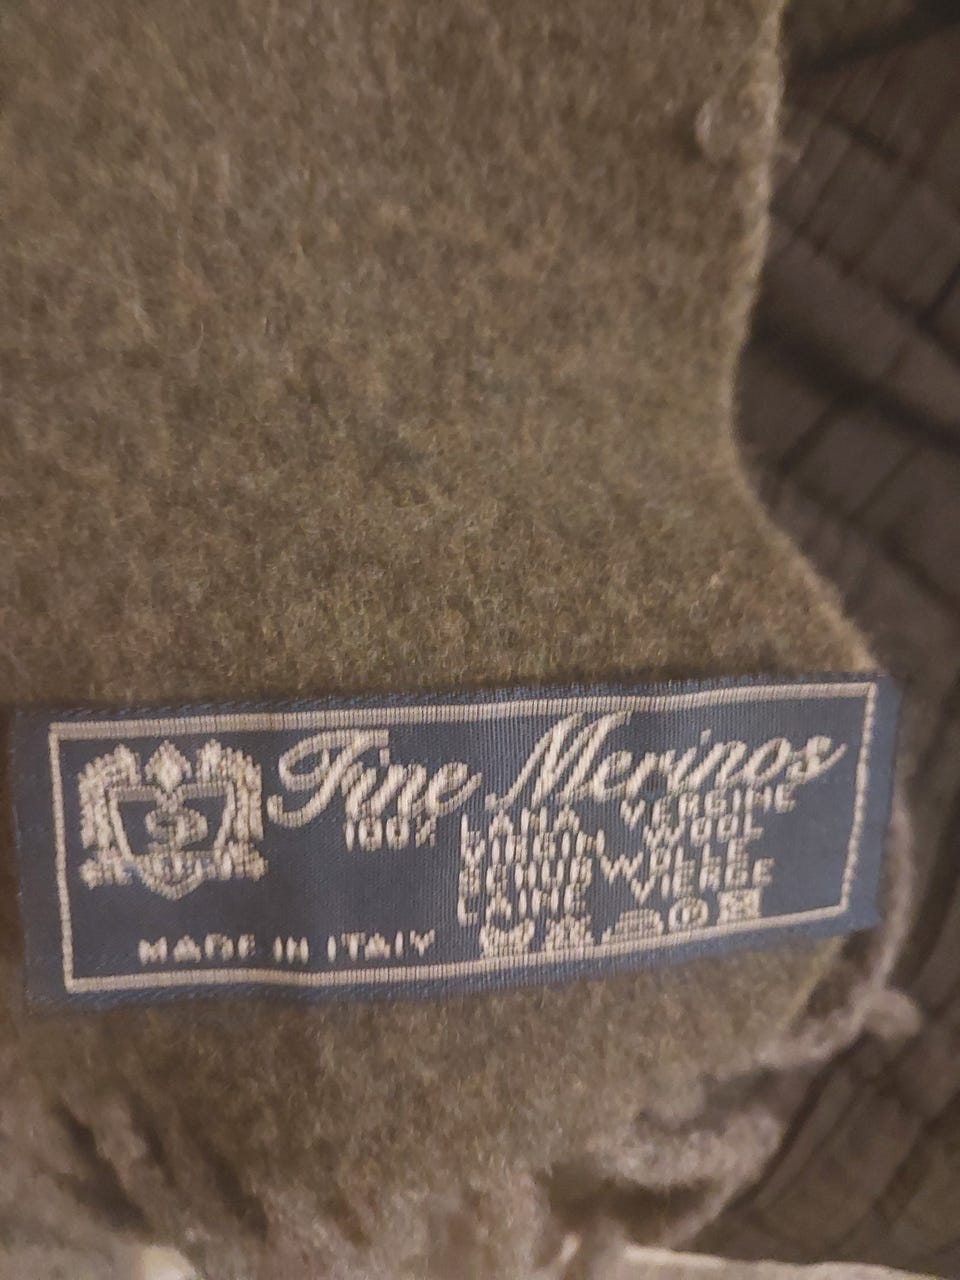 Fine Merinos
100% LANA VERGINE
VIRGIN WOOL
SCHURWOLLE
LAINE VIERGE
MADE IN ITALY